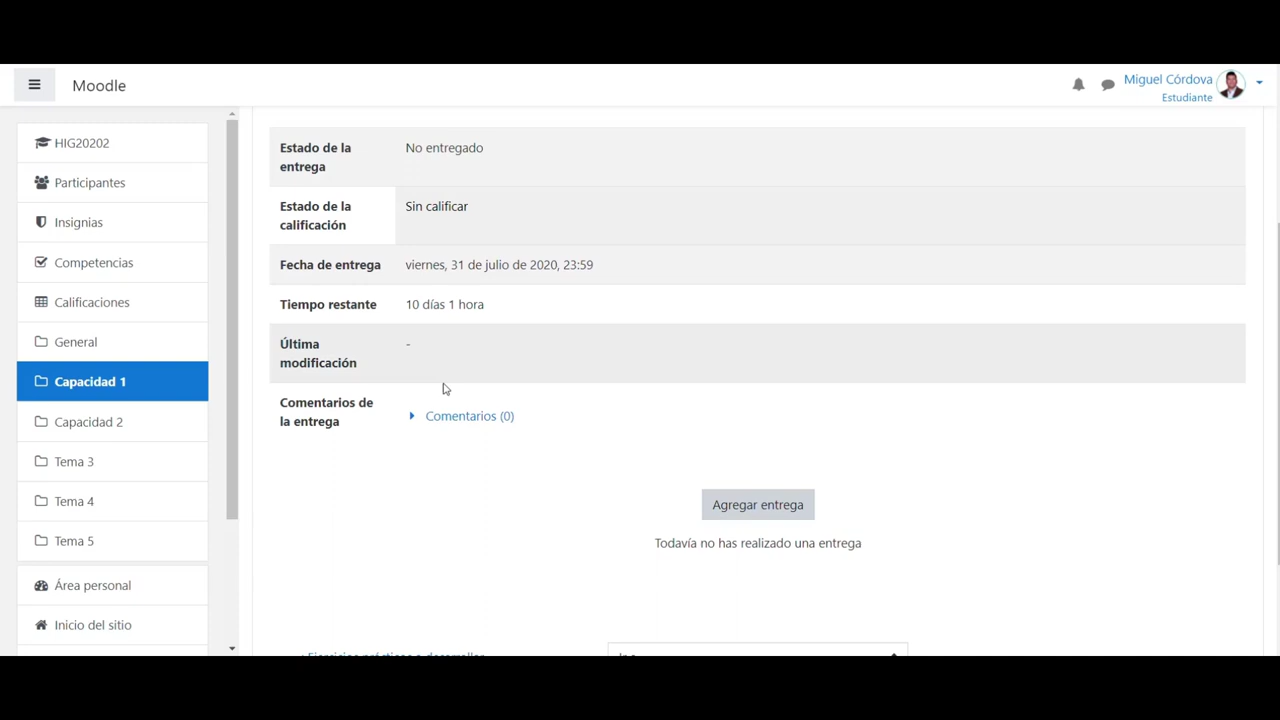 Moodle
Miguel Córdova
Estudiante
HIG20202
Participantes
Insignias
Competencias
Calificaciones
General
Capacidad 1
Capacidad 2
Tema 3
Tema 4
Tema 5
Área personal
Inicio del sitio
Estado de la
entrega
No entregado
Estado de la
calificación
Sin calificar
Fecha de entrega
viernes, 31 de julio de 2020, 23:59
Tiempo restante
10 días 1 hora
Última
modificación
-
Comentarios de
la entrega
Comentarios (0)
Agregar entrega
Todavía no has realizado una entrega
Ejercicios prácticos a desarrollar